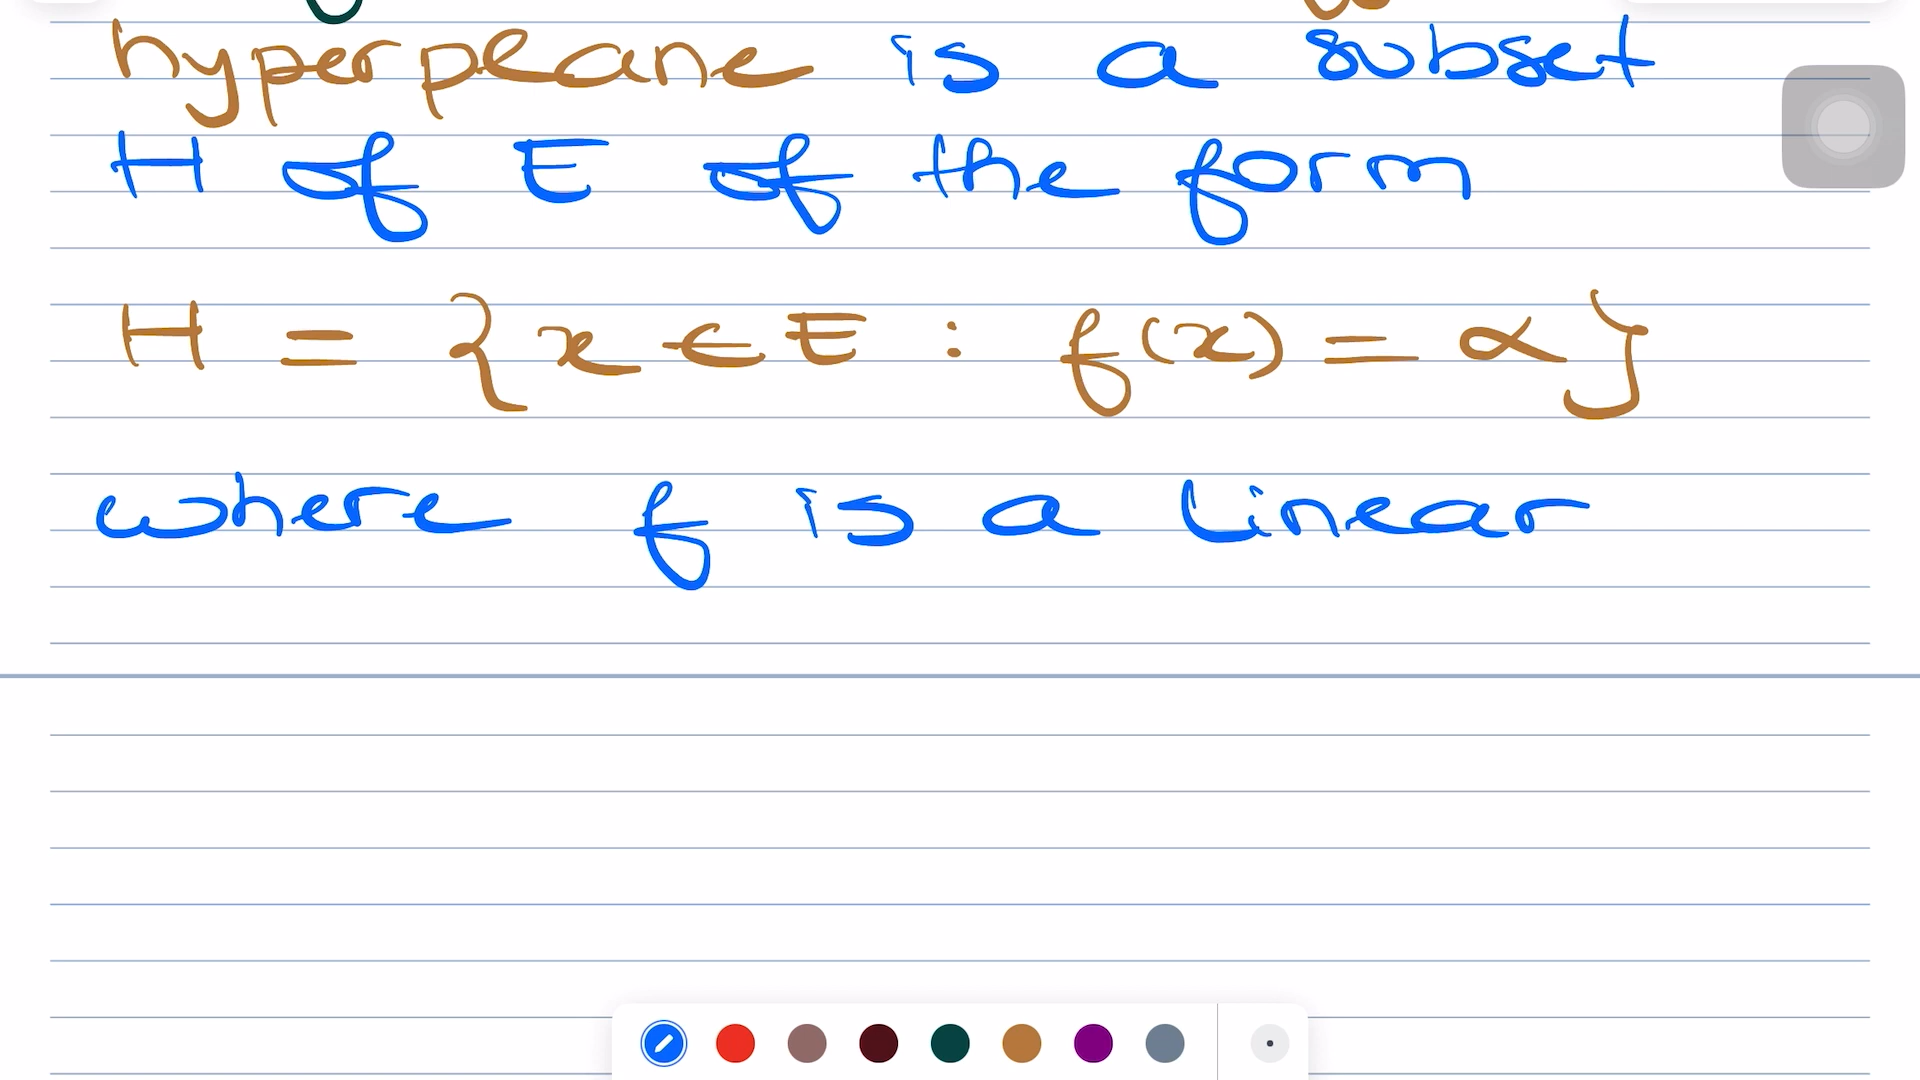 hyperplane is a subset
H of E of the form
H = {x ∈ E : f(x) = α}
where f is a linear